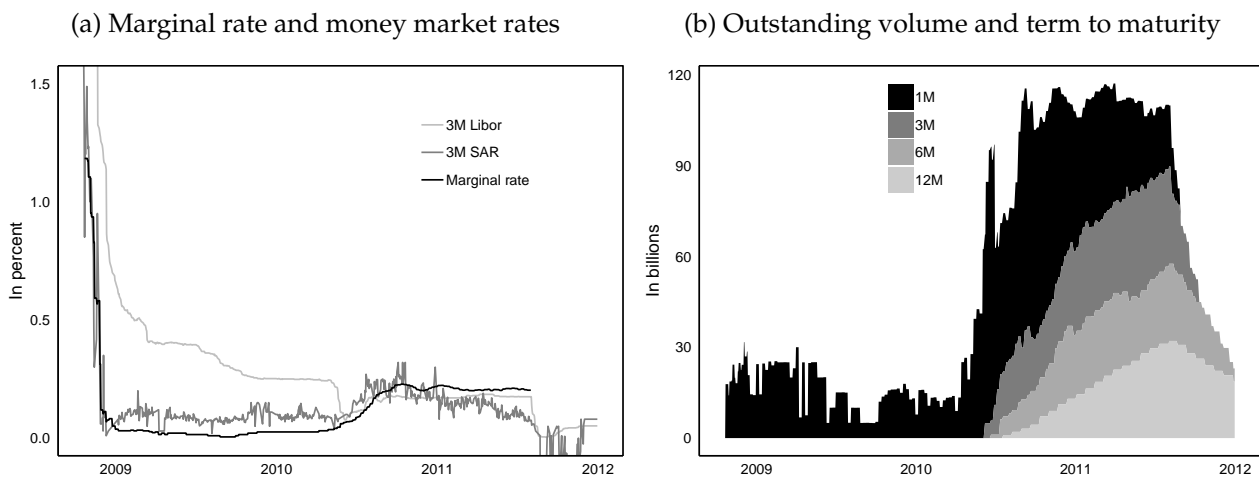 (a) Marginal rate and money market rates
1.5
1.0
0.5
0.0
In percent
3M Libor
3M SAR
Marginal rate
2009 2010 2011 2012
(b) Outstanding volume and term to maturity
120
90
60
30
0
In billions
1M
3M
6M
12M
2009 2010 2011 2012